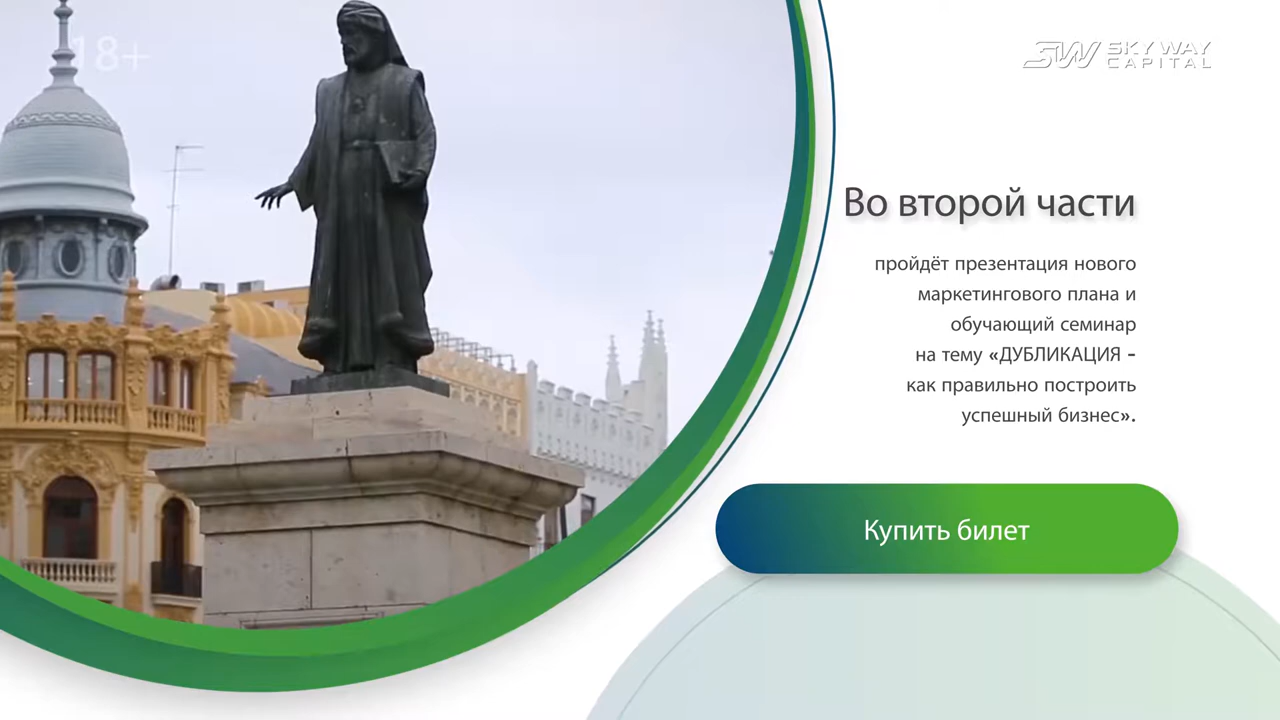 18+
SKY WAY
CAPITAL
Во второй части
пройдёт презентация нового
маркетингового плана и
обучающий семинар
на тему «ДУБЛИКАЦИЯ -
как правильно построить
успешный бизнес».
Купить билет